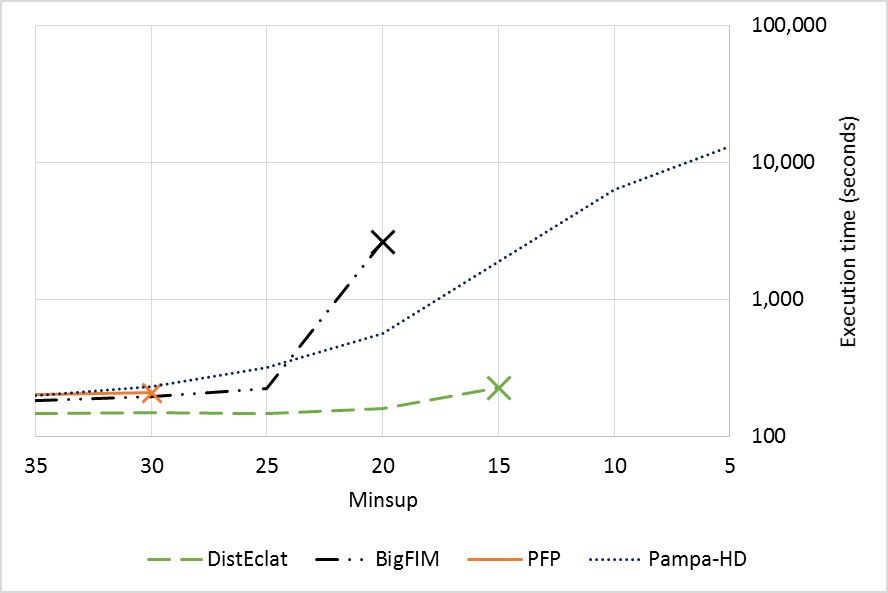 100,000
10,000
1,000
100
Execution time (seconds)
35 30 25 20 15 10 5
Minsup
DistEclat BigFIM PFP Pampa-HD